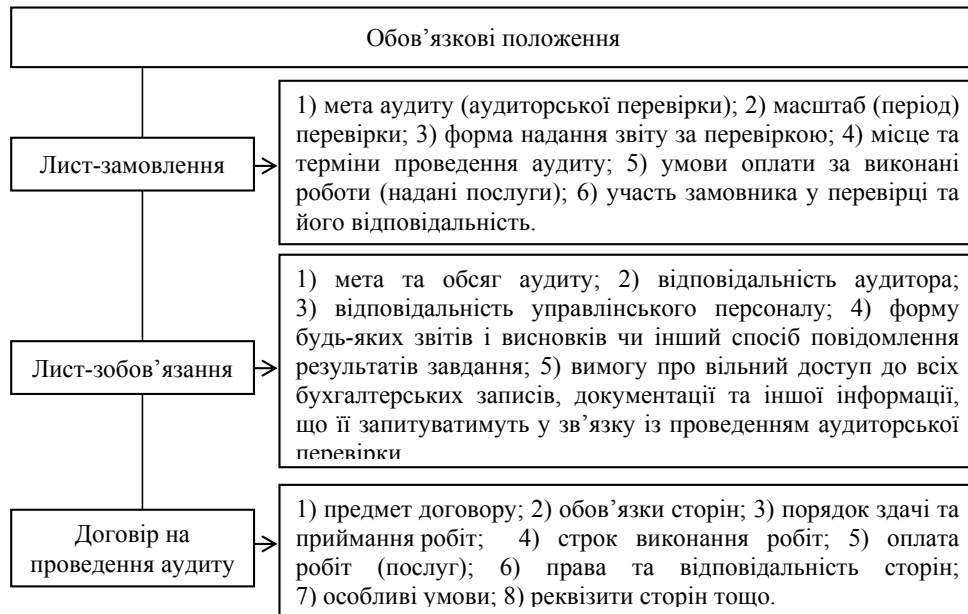 Обов’язкові положення
Лист-замовлення
1) мета аудиту (аудиторської перевірки); 2) масштаб (період)
перевірки; 3) форма надання звіту за перевіркою; 4) місце та
терміни проведення аудиту; 5) умови оплати за виконані
роботи (надані послуги); 6) участь замовника у перевірці та
його відповідальність.
Лист-зобов’язання
1) мета та обсяг аудиту; 2) відповідальність аудитора;
3) відповідальність управлінського персоналу; 4) форму
будь-яких звітів і висновків чи інший спосіб повідомлення
результатів завдання; 5) вимогу про вільний доступ до всіх
бухгалтерських записів, документації та іншої інформації,
що її запитуватимуть у зв’язку із проведенням аудиторської
перевірки
Договір на
проведення аудиту
1) предмет договору; 2) обов’язки сторін; 3) порядок здачі та
приймання робіт; 4) строк виконання робіт; 5) оплата
робіт (послуг); 6) права та відповідальність сторін;
7) особливі умови; 8) реквізити сторін тощо.